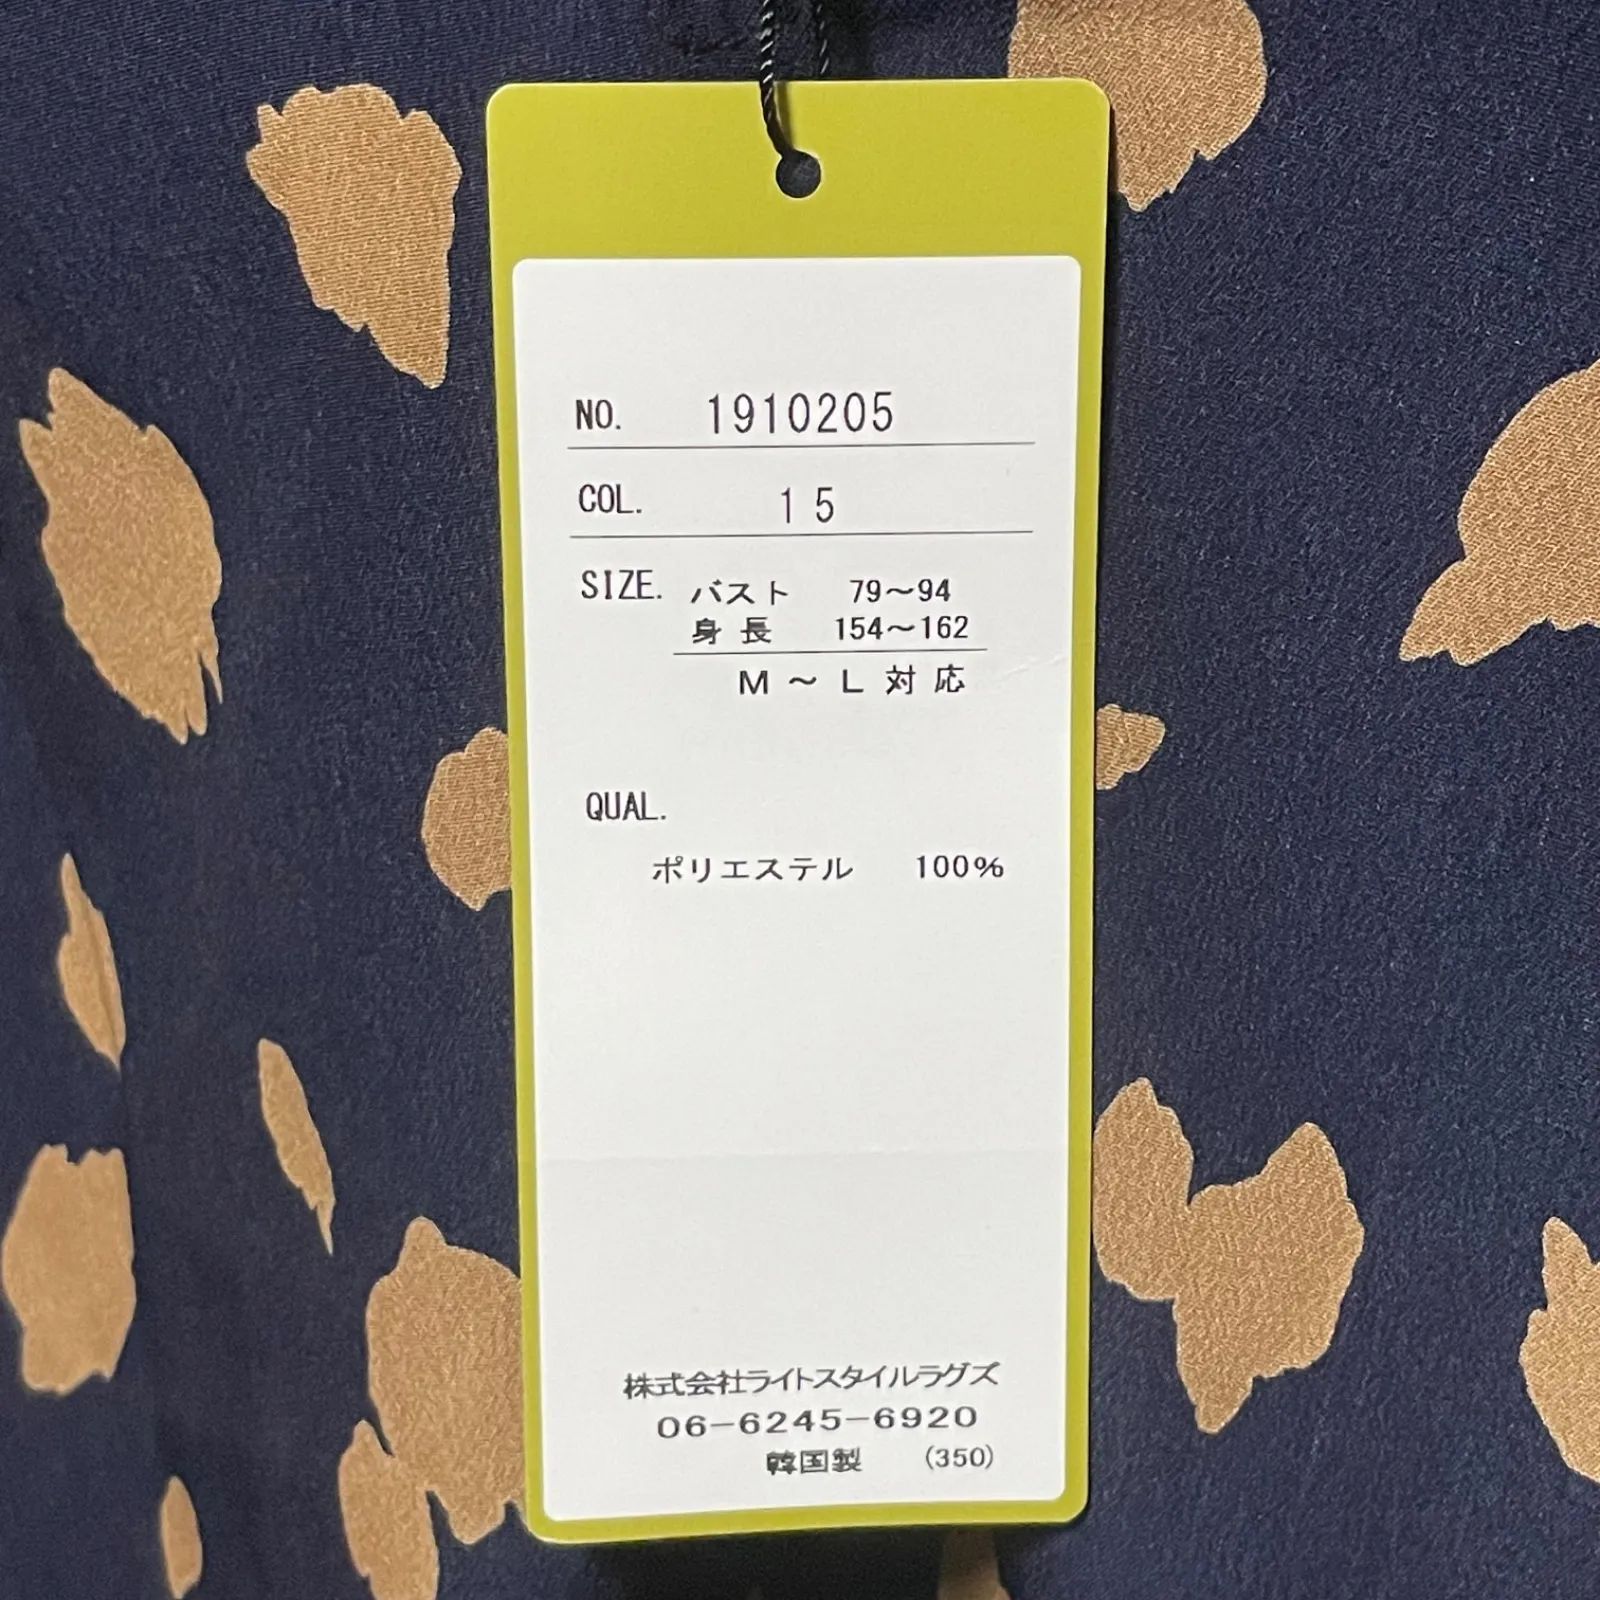 NO. 1910205
COL. 15
SIZE. バスト 79～94
身長 154～162
M～L対応
QUAL.
ポリエステル 100%
株式会社ライトスタイルラグズ
06-6245-6920
韓国製 (350)